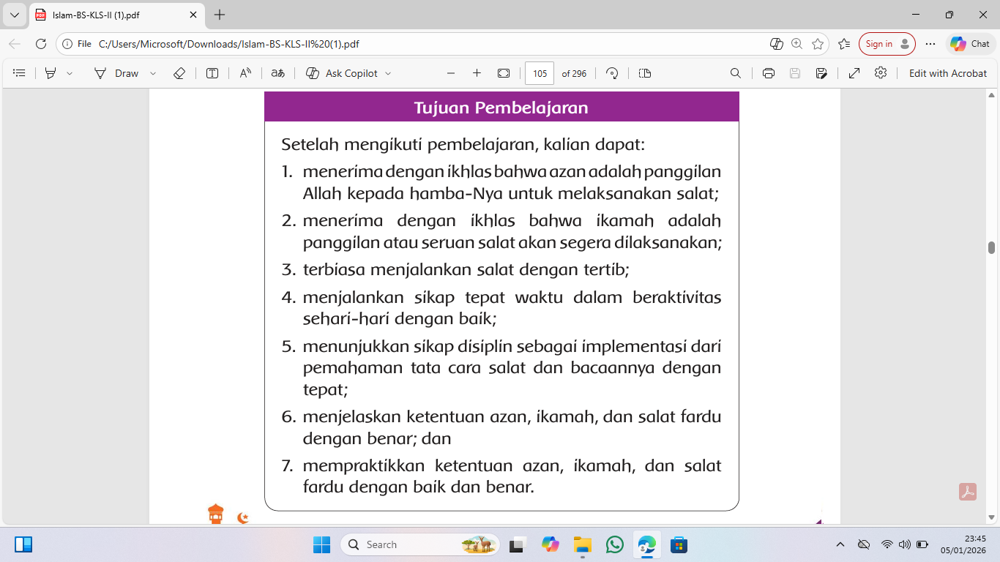 Islam-BS-KLS-II (1).pdf
File C:/Users/Microsoft/Downloads/Islam-BS-KLS-II%20(1).pdf
Sign in
Chat
Draw
Ask Copilot
105 of 296
Edit with Acrobat
Tujuan Pembelajaran
Setelah mengikuti pembelajaran, kalian dapat:
1. menerima dengan ikhlas bahwa azan adalah panggilan
Allah kepada hamba-Nya untuk melaksanakan salat;
2. menerima dengan ikhlas bahwa ikamah adalah
panggilan atau seruan salat akan segera dilaksanakan;
3. terbiasa menjalankan salat dengan tertib;
4. menjalankan sikap tepat waktu dalam beraktivitas
sehari-hari dengan baik;
5. menunjukkan sikap disiplin sebagai implementasi dari
pemahaman tata cara salat dan bacaannya dengan
tepat;
6. menjelaskan ketentuan azan, ikamah, dan salat fardu
dengan benar; dan
7. mempraktikkan ketentuan azan, ikamah, dan salat
fardu dengan baik dan benar.
Search
23:45
05/01/2026